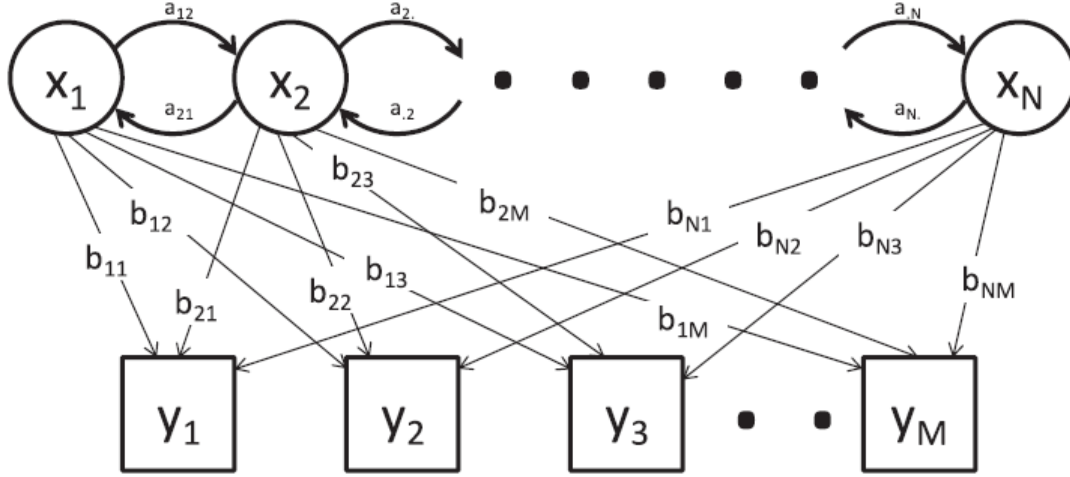 a₁₂ a₂. a.N
x₁ x₂ xN
a₂₁ a.₂ aN.
b₂₃
b₁₂ b₂M bN₁ bN₂ bN₃
b₁₁ b₁₃
b₂₁ b₂₂ b₁M bNM
y₁ y₂ y₃ yM